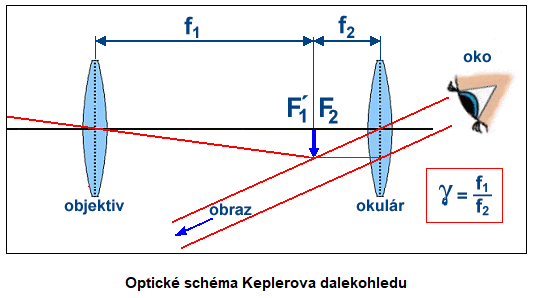 f₁ f₂
oko
F₁´ F₂
objektiv obraz okulár
γ = f₁/f₂
Optické schéma Keplerova dalekohledu